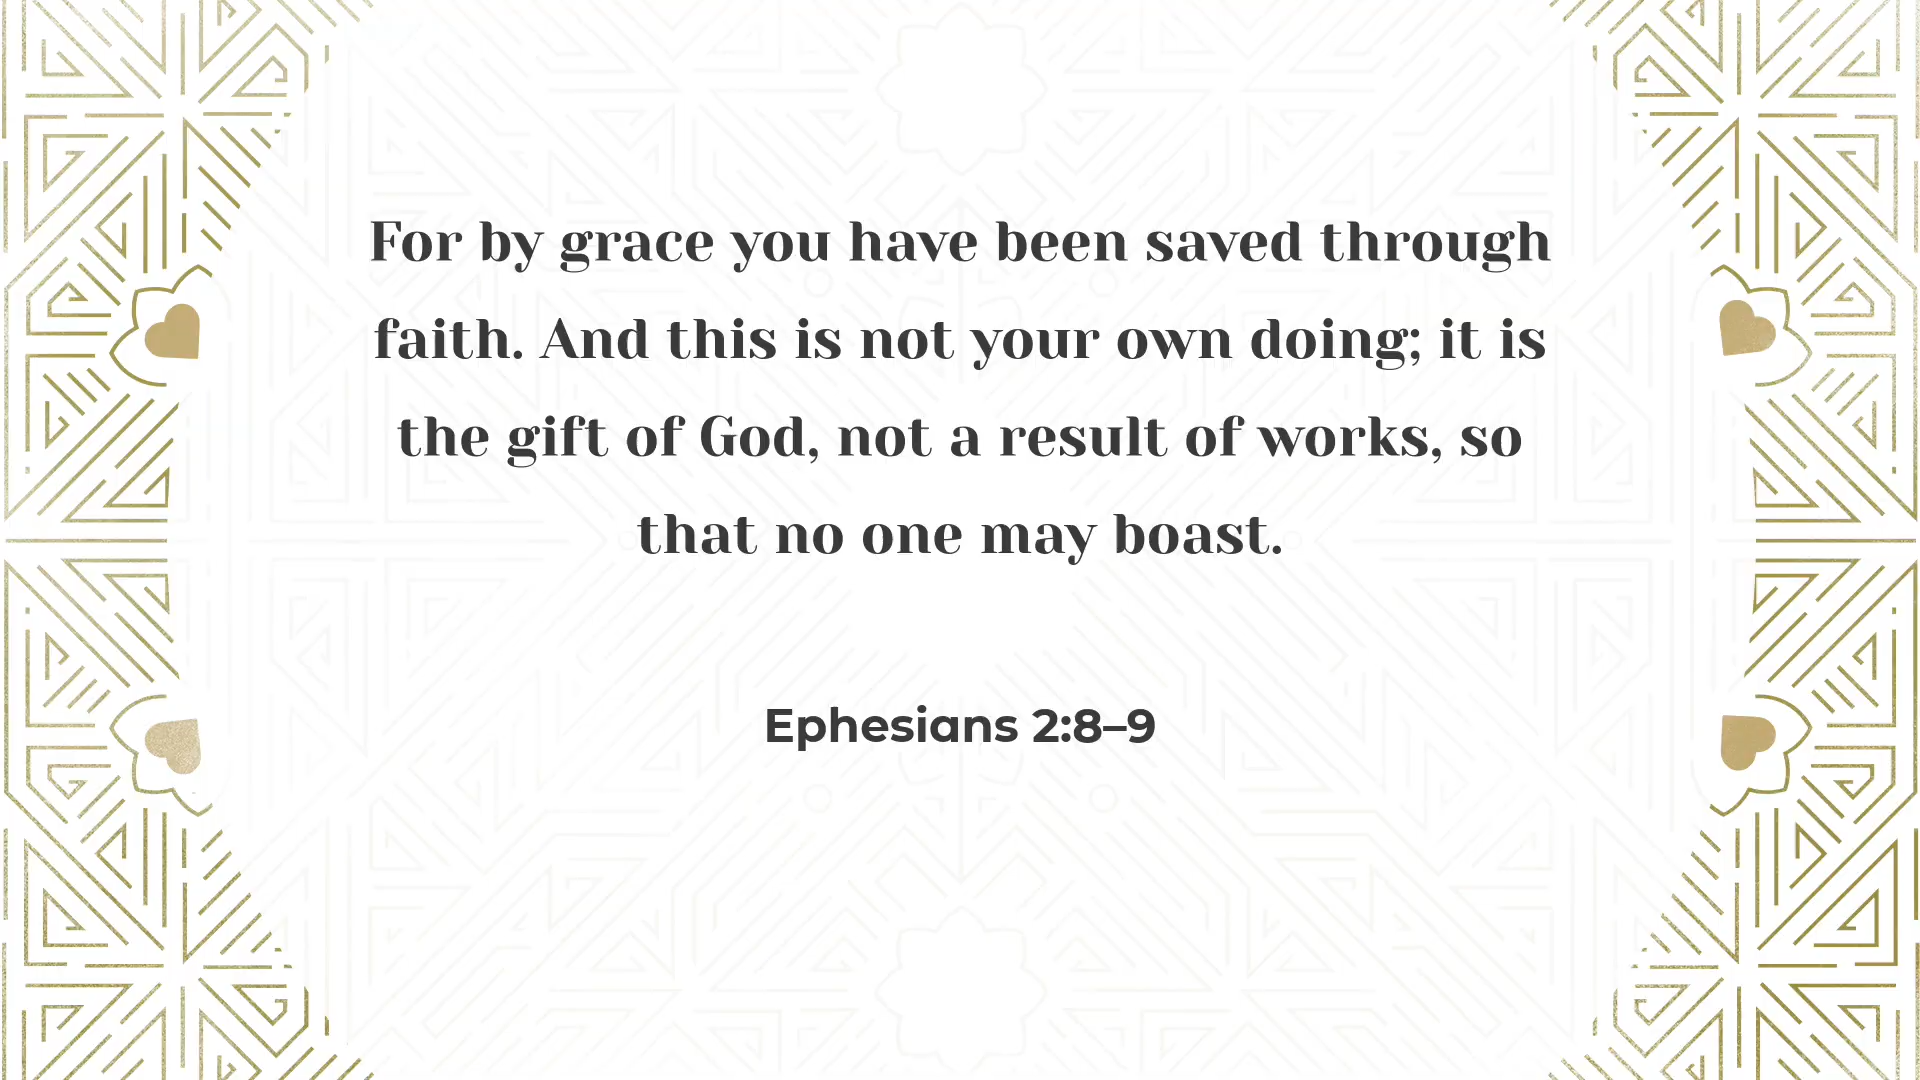 For by grace you have been saved through
faith. And this is not your own doing; it is
the gift of God, not a result of works, so
that no one may boast.
Ephesians 2:8–9